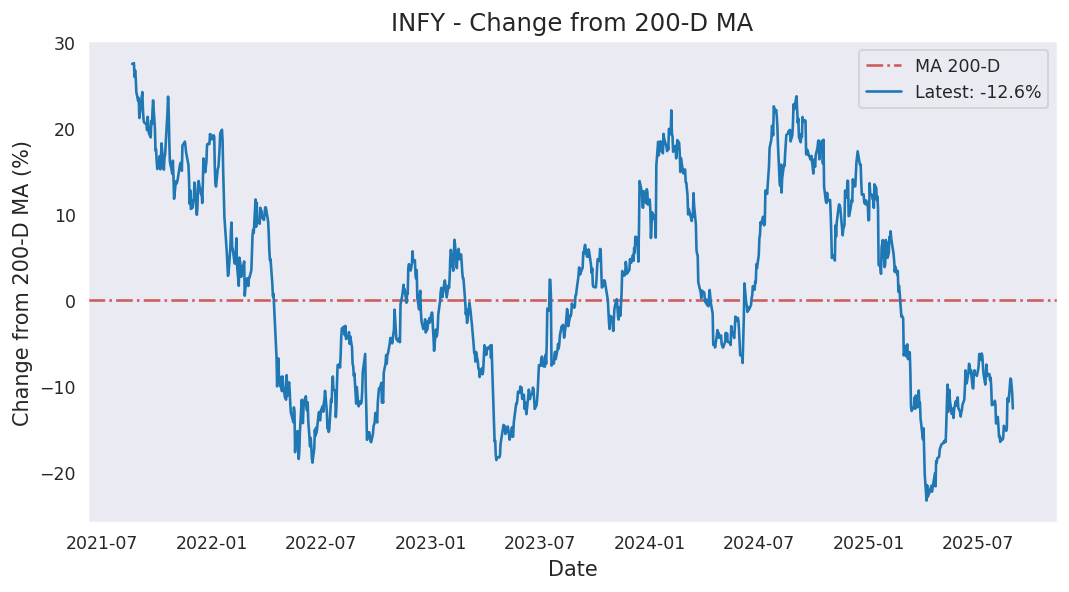 INFY - Change from 200-D MA
MA 200-D
Latest: -12.6%
Change from 200-D MA (%)
30
20
10
0
−10
−20
2021-07 2022-01 2022-07 2023-01 2023-07 2024-01 2024-07 2025-01 2025-07
Date